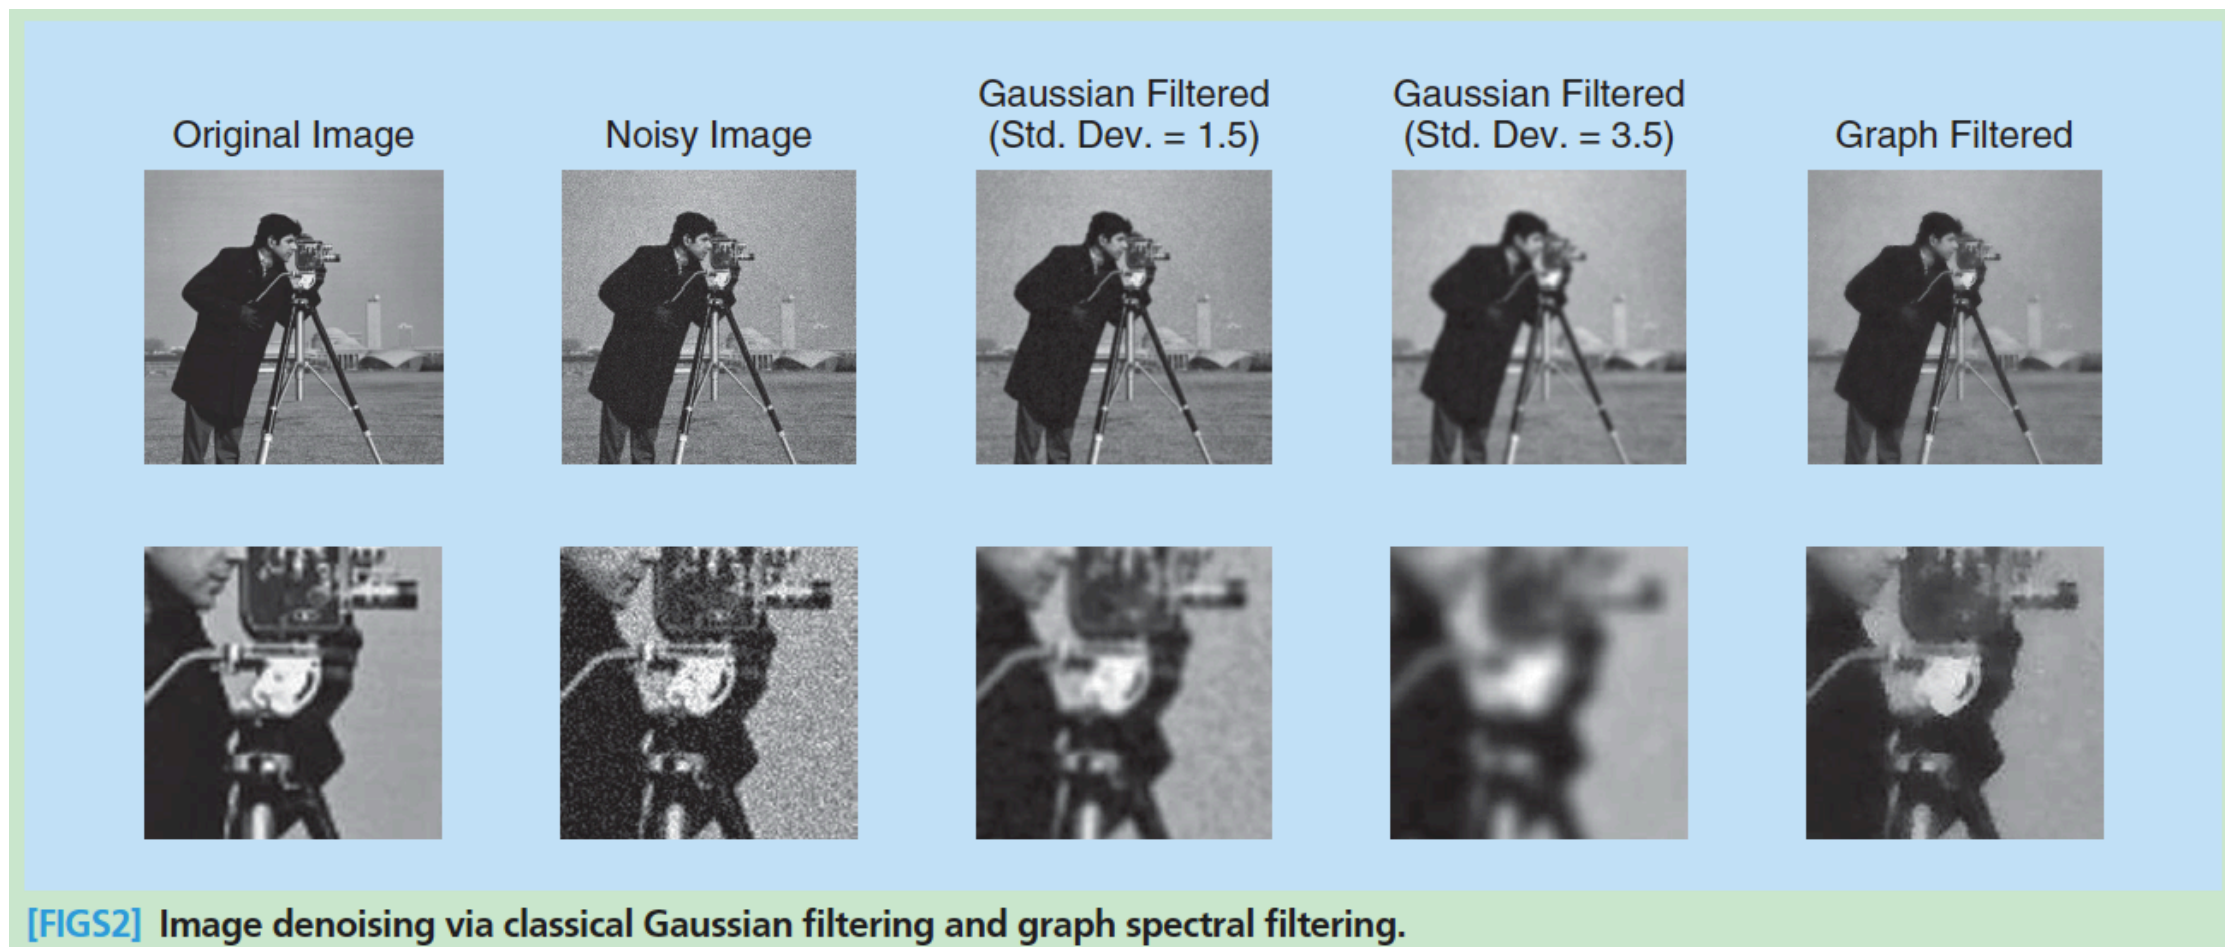 Original Image
Noisy Image
Gaussian Filtered
(Std. Dev. = 1.5)
Gaussian Filtered
(Std. Dev. = 3.5)
Graph Filtered
[FIGS2] Image denoising via classical Gaussian filtering and graph spectral filtering.